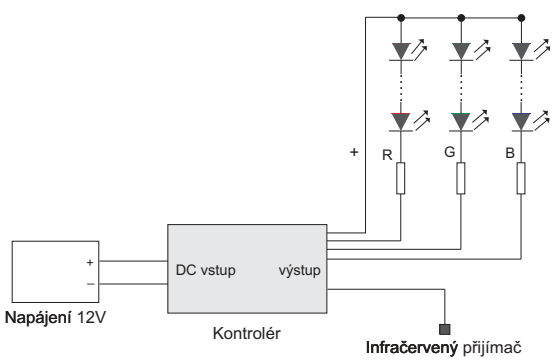 +
R
G
B
+
−
DC vstup
výstup
Napájení 12V
Kontrolér
Infračervený přijímač